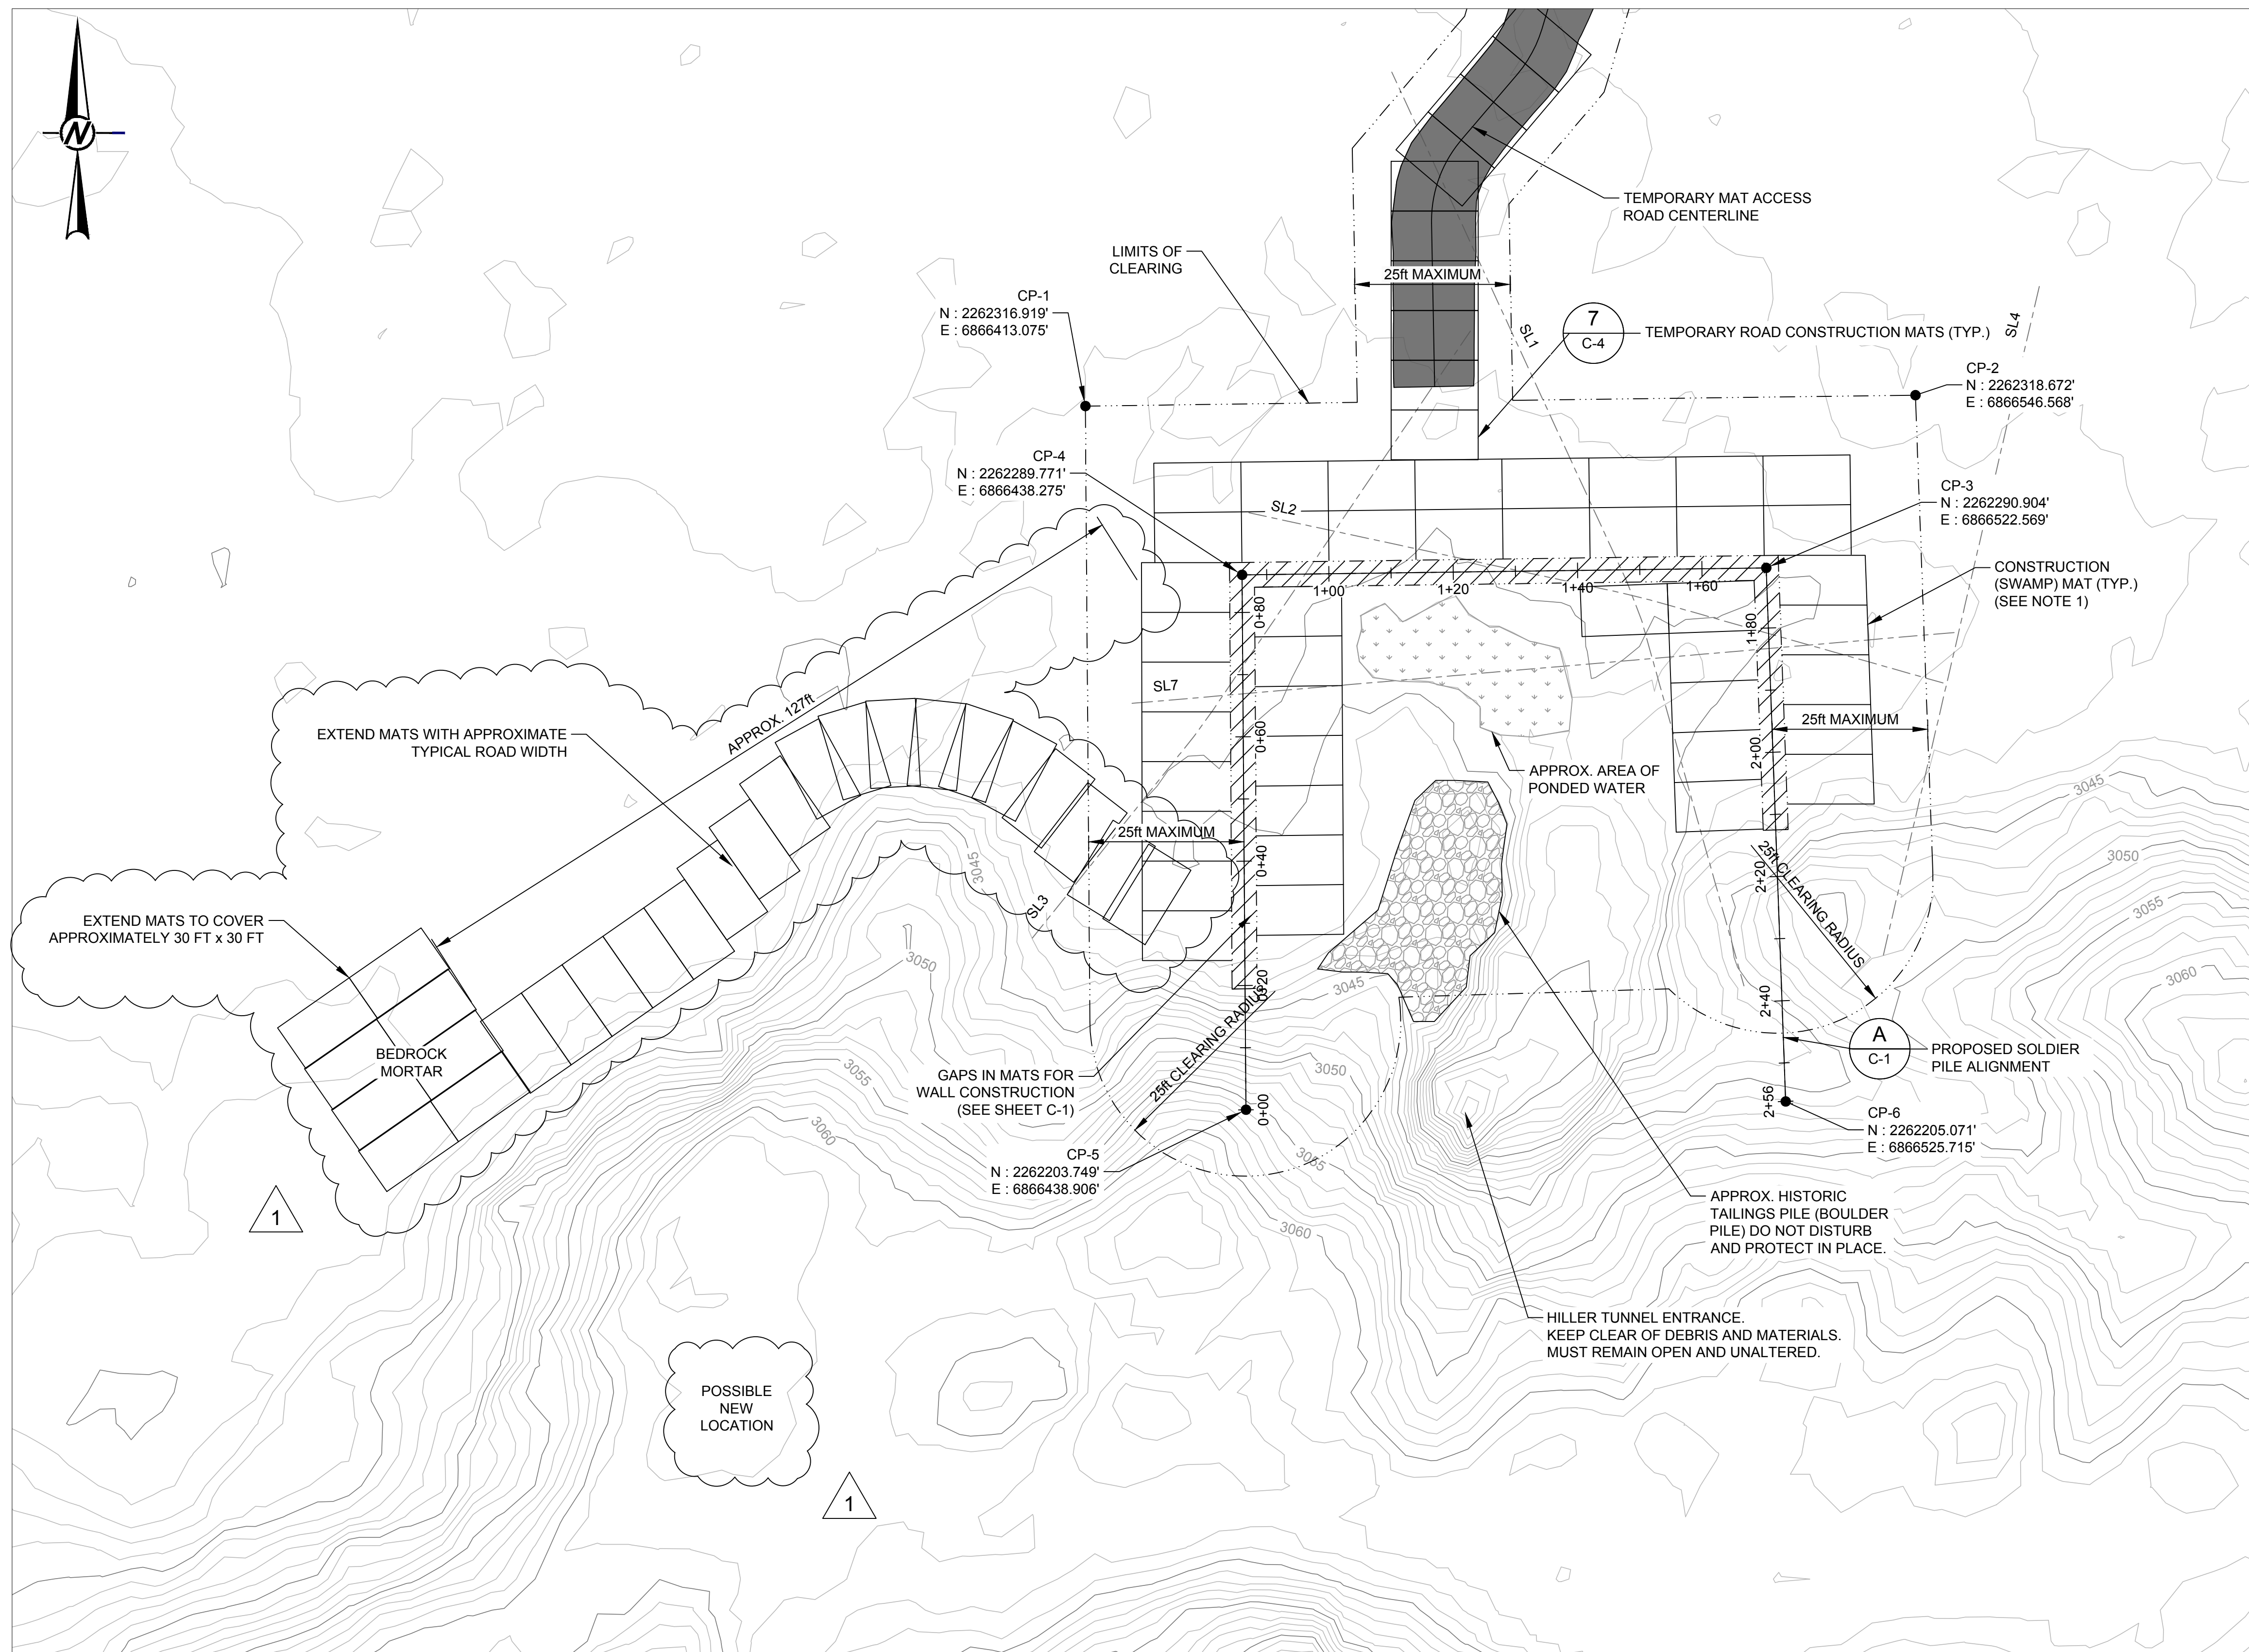 N
TEMPORARY MAT ACCESS
ROAD CENTERLINE
LIMITS OF
CLEARING
25ft MAXIMUM
CP-1
N : 2262316.919'
E : 6866413.075'
SL1
7
C-4
TEMPORARY ROAD CONSTRUCTION MATS (TYP.)
SL4
CP-2
N : 2262318.672'
E : 6866546.568'
CP-4
N : 2262289.771'
E : 6866438.275'
SL2
CP-3
N : 2262290.904'
E : 6866522.569'
CONSTRUCTION
(SWAMP) MAT (TYP.)
(SEE NOTE 1)
0+80
1+00
1+20
1+40
1+60
1+80
SL7
APPROX. 127ft
EXTEND MATS WITH APPROXIMATE
TYPICAL ROAD WIDTH
0+60
2+00
25ft MAXIMUM
APPROX. AREA OF
PONDED WATER
3045
25ft MAXIMUM
0+40
3045
2+20
25ft CLEARING RADIUS
3050
3055
SL3
EXTEND MATS TO COVER
APPROXIMATELY 30 FT x 30 FT
3050
3045
3060
0+20
2+40
BEDROCK
MORTAR
3055
GAPS IN MATS FOR
WALL CONSTRUCTION
(SEE SHEET C-1)
25ft CLEARING RADIUS
3050
A
C-1
PROPOSED SOLDIER
PILE ALIGNMENT
3060
0+00
2+56
CP-6
N : 2262205.071'
E : 6866525.715'
CP-5
N : 2262203.749'
E : 6866438.906'
3055
1
3060
APPROX. HISTORIC
TAILINGS PILE (BOULDER
PILE) DO NOT DISTURB
AND PROTECT IN PLACE.
HILLER TUNNEL ENTRANCE.
KEEP CLEAR OF DEBRIS AND MATERIALS.
MUST REMAIN OPEN AND UNALTERED.
POSSIBLE
NEW
LOCATION
1